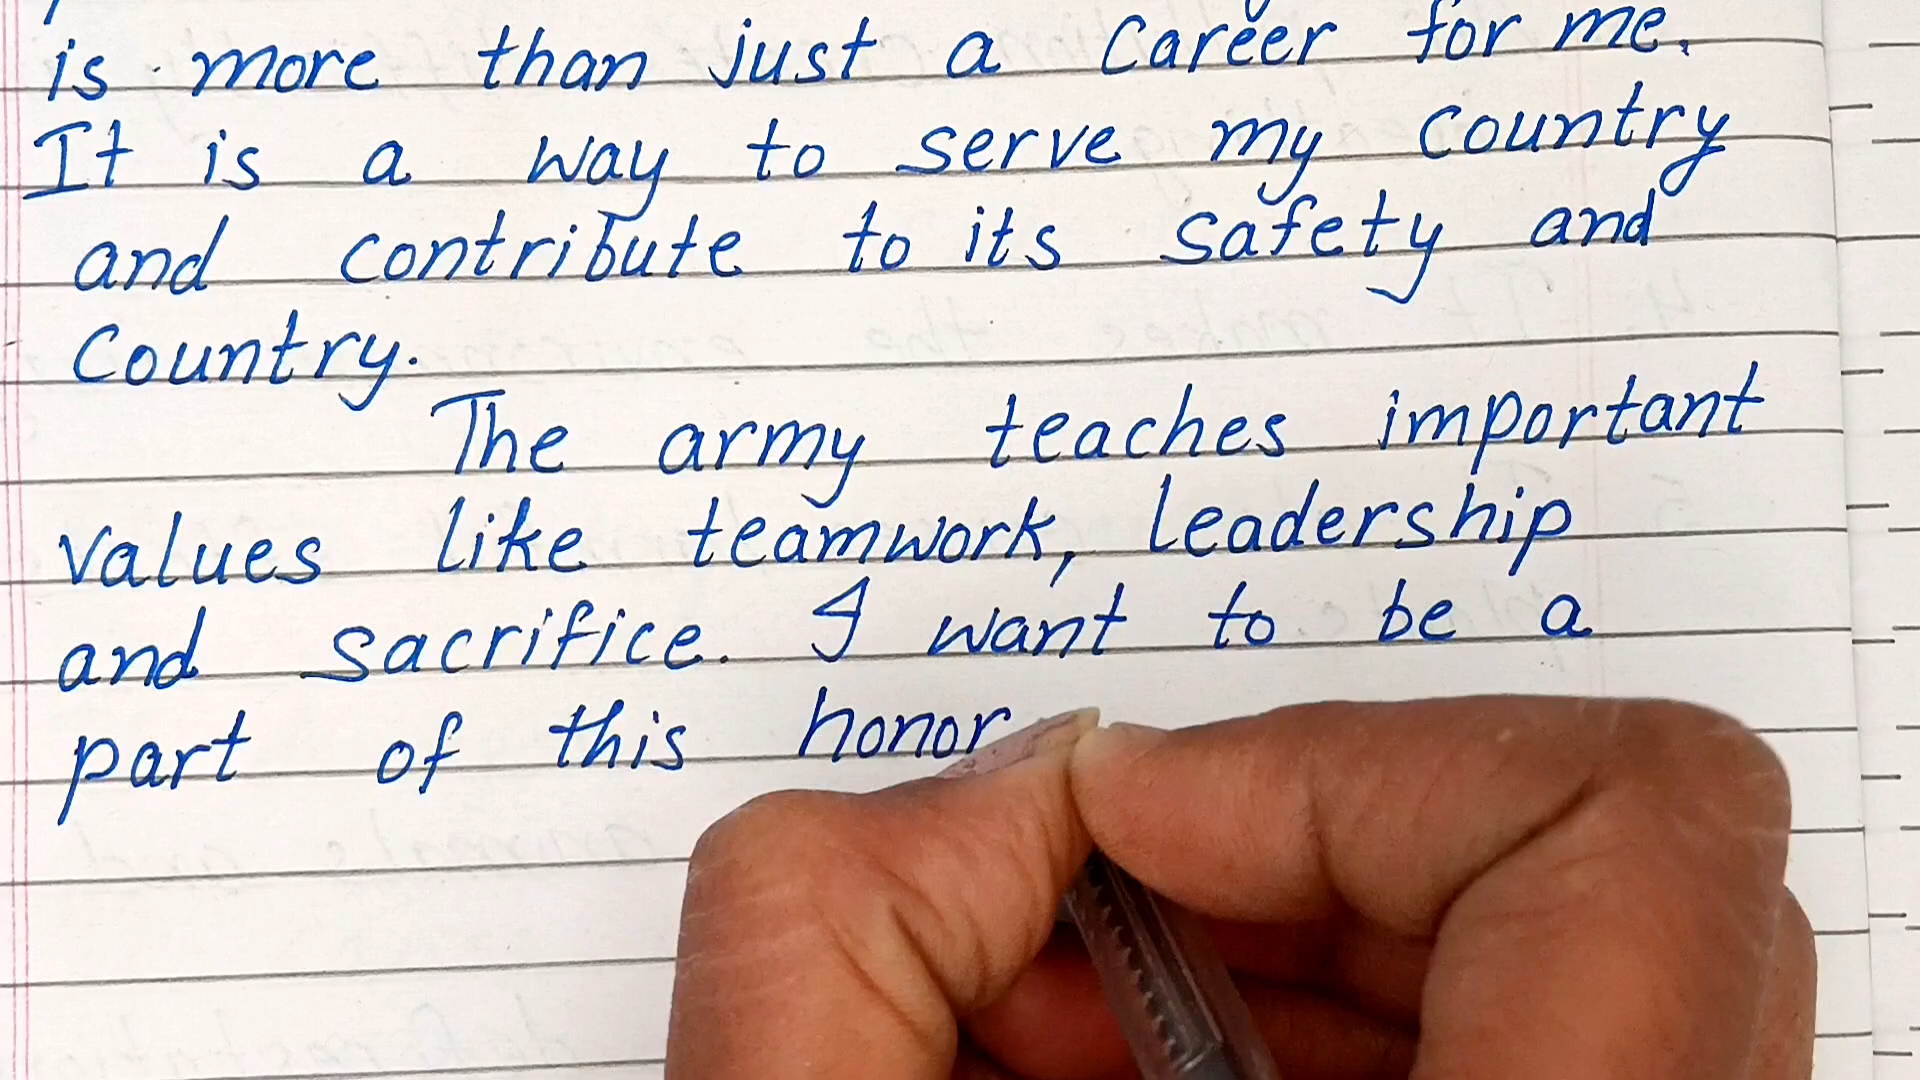 is more than just a Career for me.
It is a way to serve my country
and contribute to its safety and
Country.
The army teaches important
values like teamwork, leadership
and sacrifice. I want to be a
part of this honor